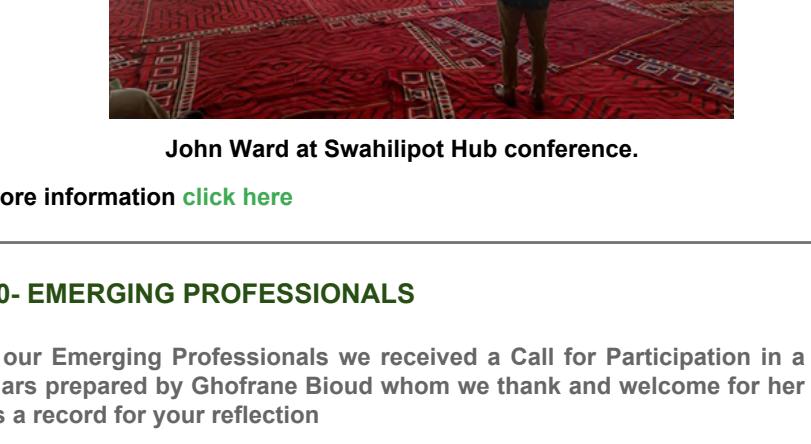 John Ward at Swahilipot Hub conference.
ore information click here
0- EMERGING PROFESSIONALS
our Emerging Professionals we received a Call for Participation in a
ars prepared by Ghofrane Bioud whom we thank and welcome for her
s a record for your reflection